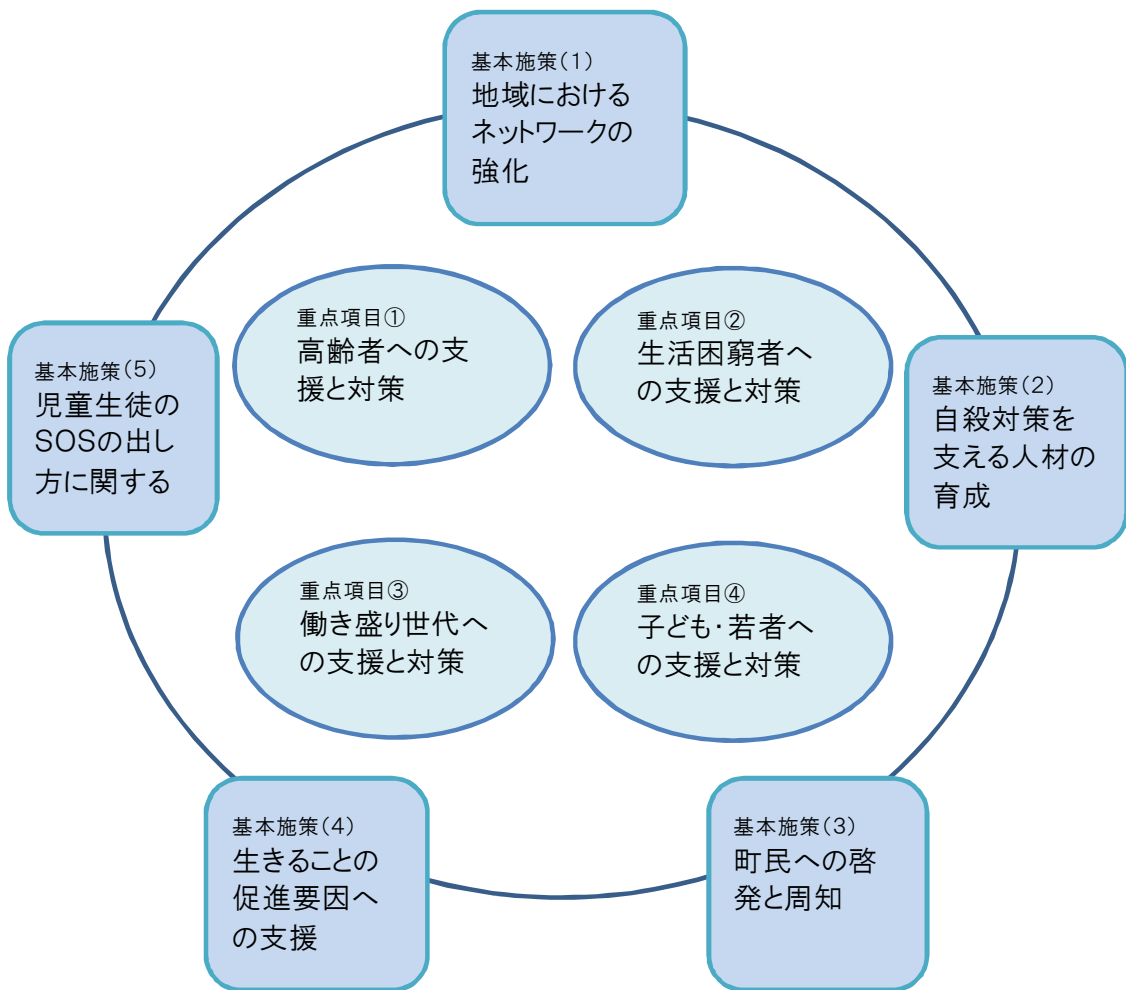 基本施策(1)
地域における
ネットワークの
強化
重点項目①
高齢者への支
援と対策
重点項目②
生活困窮者へ
の支援と対策
基本施策(5)
児童生徒の
SOSの出し
方に関する
基本施策(2)
自殺対策を
支える人材の
育成
重点項目③
働き盛り世代へ
の支援と対策
重点項目④
子ども・若者へ
の支援と対策
基本施策(4)
生きることの
促進要因へ
の支援
基本施策(3)
町民への啓
発と周知